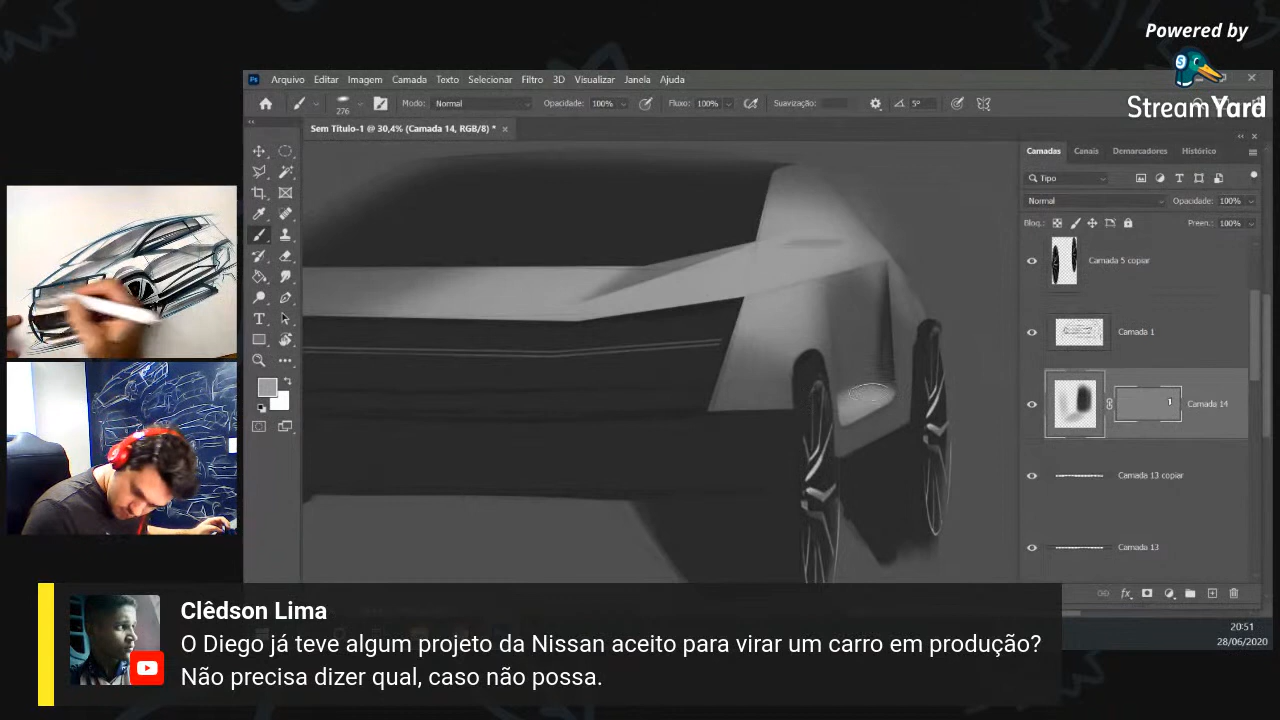 Powered by
StreamYard
Ps Arquivo Editar Imagem Camada Texto Selecionar Filtro 3D Visualizar Janela Ajuda
276 Modo: Normal Opacidade: 100% Fluxo: 100% Suavização: 5°
Sem Título-1 @ 30,4% (Camada 14, RGB/8) *
Camadas Canais Demarcadores Histórico
Tipo
Normal Opacidade: 100%
Bloq.: Preen.: 100%
Camada 5 copiar
Camada 1
Camada 14
Camada 13 copiar
Camada 13
fx
20:51
28/06/2020
Clêdson Lima
O Diego já teve algum projeto da Nissan aceito para virar um carro em produção?
Não precisa dizer qual, caso não possa.